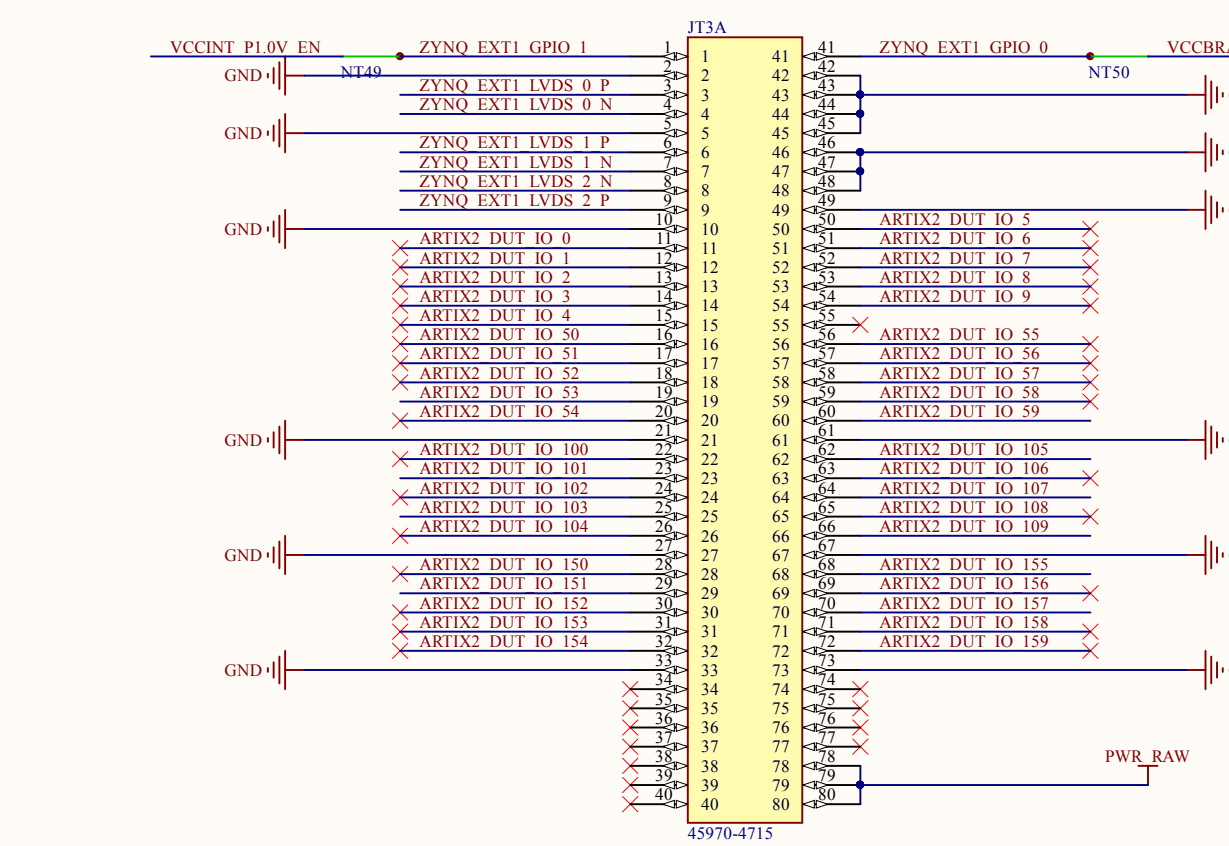 JT3A
VCCINT_P1.0V_EN ZYNQ_EXT1_GPIO_1 1 1 41 41 ZYNQ_EXT1_GPIO_0 VCCBRA
GND NT49 2 2 42 42 NT50
ZYNQ_EXT1_LVDS_0_P 3 3 43 43
ZYNQ_EXT1_LVDS_0_N 4 4 44 44
GND 5 5 45 45
ZYNQ_EXT1_LVDS_1_P 6 6 46 46
ZYNQ_EXT1_LVDS_1_N 7 7 47 47
ZYNQ_EXT1_LVDS_2_N 8 8 48 48
ZYNQ_EXT1_LVDS_2_P 9 9 49 49
GND 10 10 50 50 ARTIX2_DUT_IO_5
ARTIX2_DUT_IO_0 11 11 51 51 ARTIX2_DUT_IO_6
ARTIX2_DUT_IO_1 12 12 52 52 ARTIX2_DUT_IO_7
ARTIX2_DUT_IO_2 13 13 53 53 ARTIX2_DUT_IO_8
ARTIX2_DUT_IO_3 14 14 54 54 ARTIX2_DUT_IO_9
ARTIX2_DUT_IO_4 15 15 55 55
ARTIX2_DUT_IO_50 16 16 56 56 ARTIX2_DUT_IO_55
ARTIX2_DUT_IO_51 17 17 57 57 ARTIX2_DUT_IO_56
ARTIX2_DUT_IO_52 18 18 58 58 ARTIX2_DUT_IO_57
ARTIX2_DUT_IO_53 19 19 59 59 ARTIX2_DUT_IO_58
ARTIX2_DUT_IO_54 20 20 60 60 ARTIX2_DUT_IO_59
GND 21 21 61 61
ARTIX2_DUT_IO_100 22 22 62 62 ARTIX2_DUT_IO_105
ARTIX2_DUT_IO_101 23 23 63 63 ARTIX2_DUT_IO_106
ARTIX2_DUT_IO_102 24 24 64 64 ARTIX2_DUT_IO_107
ARTIX2_DUT_IO_103 25 25 65 65 ARTIX2_DUT_IO_108
ARTIX2_DUT_IO_104 26 26 66 66 ARTIX2_DUT_IO_109
GND 27 27 67 67
ARTIX2_DUT_IO_150 28 28 68 68 ARTIX2_DUT_IO_155
ARTIX2_DUT_IO_151 29 29 69 69 ARTIX2_DUT_IO_156
ARTIX2_DUT_IO_152 30 30 70 70 ARTIX2_DUT_IO_157
ARTIX2_DUT_IO_153 31 31 71 71 ARTIX2_DUT_IO_158
ARTIX2_DUT_IO_154 32 32 72 72 ARTIX2_DUT_IO_159
GND 33 33 73 73
34 34 74 74
35 35 75 75
36 36 76 76
37 37 77 77
38 38 78 78 PWR_RAW
39 39 79 79
40 40 80 80
45970-4715